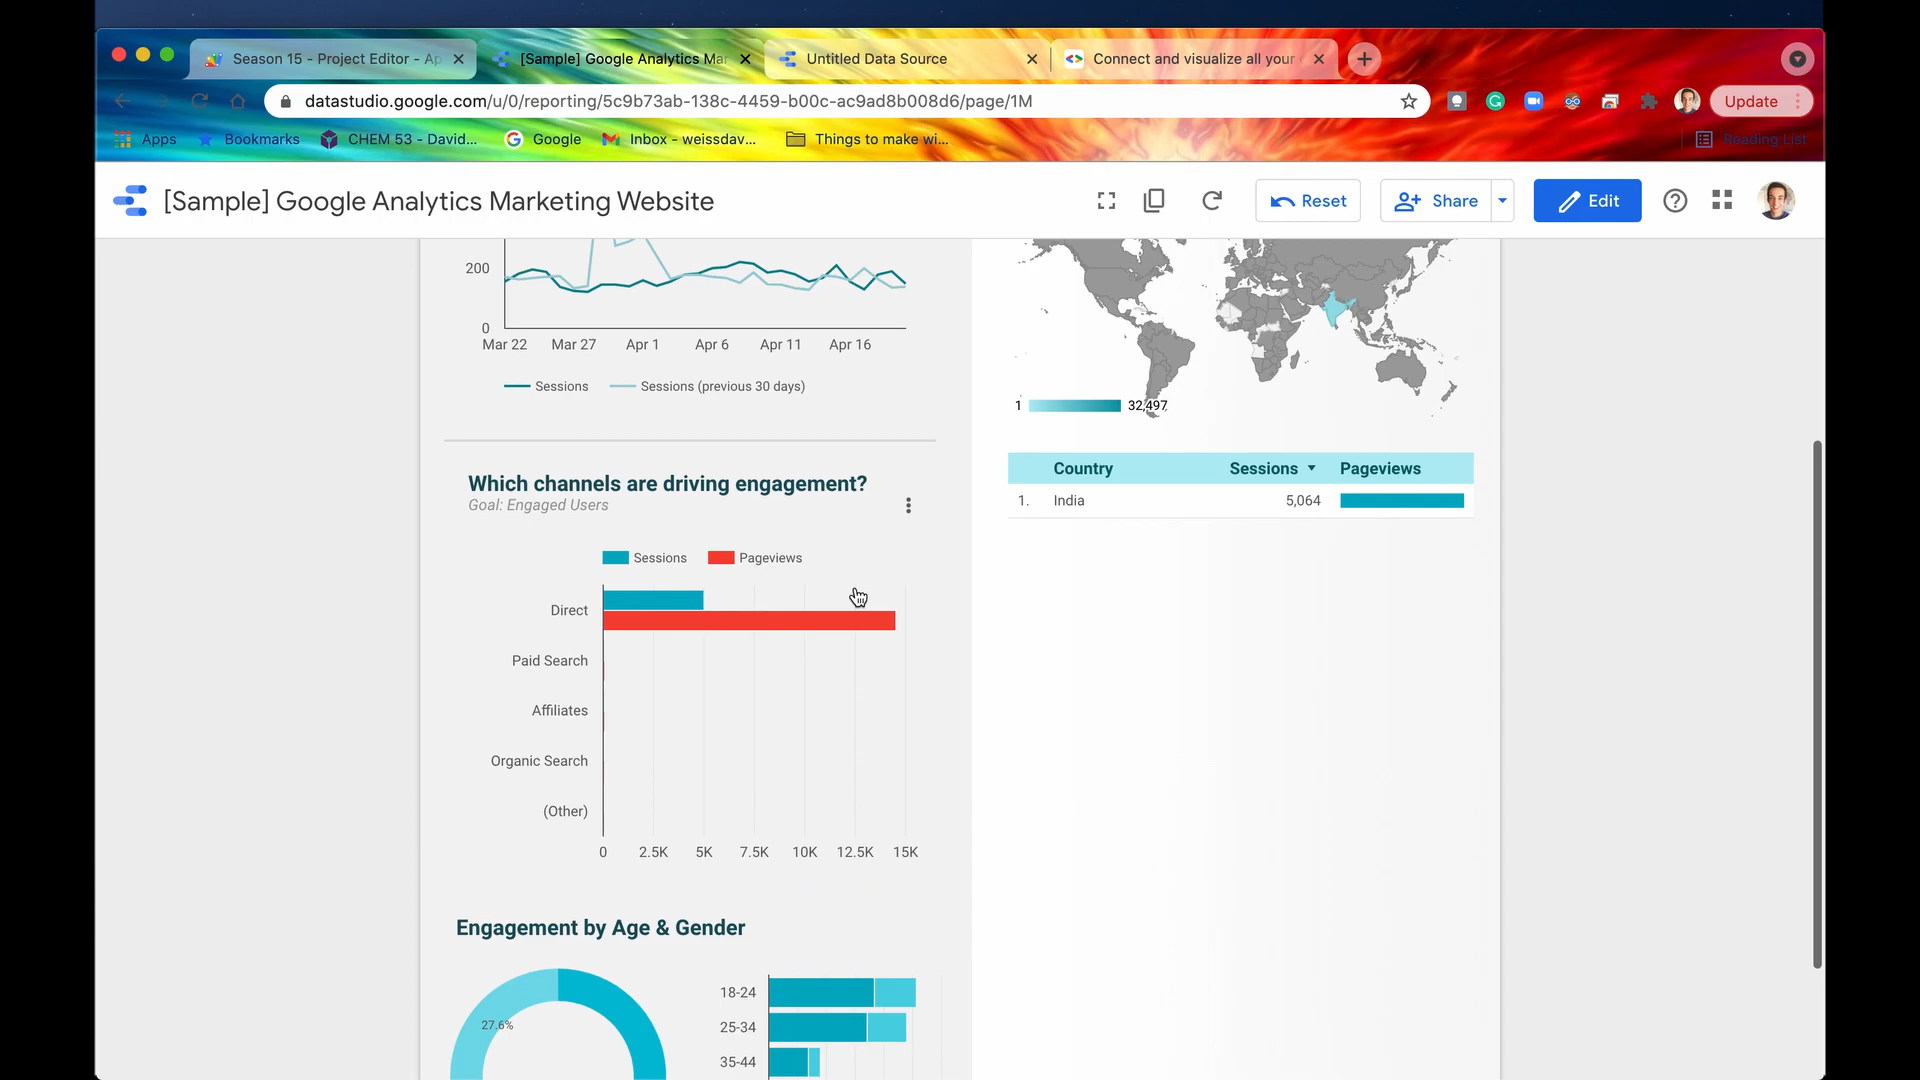 Season 15 - Project Editor - Ap
[Sample] Google Analytics Mar
Untitled Data Source
Connect and visualize all your
datastudio.google.com/u/0/reporting/5c9b73ab-138c-4459-b00c-ac9ad8b008d6/page/1M
Update
Apps
Bookmarks
CHEM 53 - David...
Google
Inbox - weissdav...
Things to make wi...
Reading List
[Sample] Google Analytics Marketing Website
Reset
Share
Edit
200
0
Mar 22 Mar 27 Apr 1 Apr 6 Apr 11 Apr 16
Sessions Sessions (previous 30 days)
1 32,497
Which channels are driving engagement?
Goal: Engaged Users
Sessions Pageviews
Direct
Paid Search
Affiliates
Organic Search
(Other)
0 2.5K 5K 7.5K 10K 12.5K 15K
Country Sessions Pageviews
1. India 5,064
Engagement by Age & Gender
27.6%
18-24
25-34
35-44